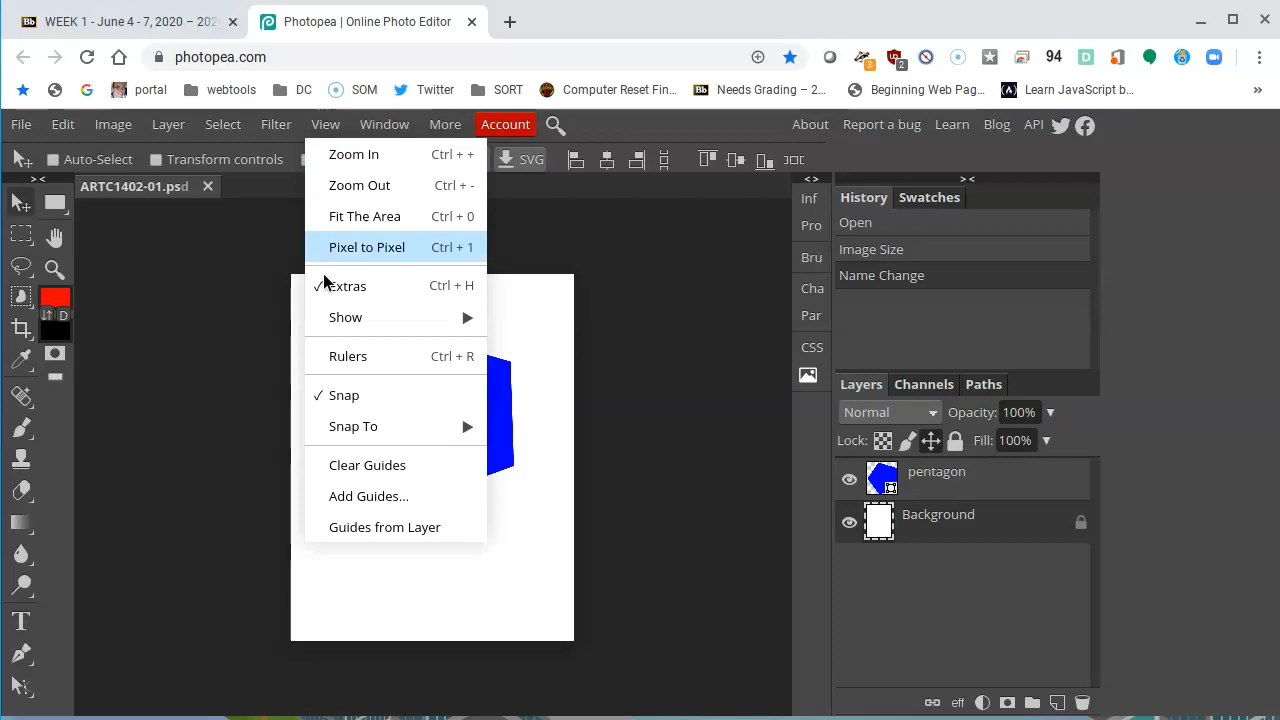 WEEK 1 - June 4 - 7, 2020 – 202
Photopea | Online Photo Editor
photopea.com
3
2
94
D
portal
webtools
DC
SOM
Twitter
SORT
Computer Reset Fin...
Bb Needs Grading – 2...
Beginning Web Pag...
Learn JavaScript b...
»
File Edit Image Layer Select Filter View Window More Account
About Report a bug Learn Blog API
Auto-Select Transform controls
SVG
ARTC1402-01.psd
Zoom In Ctrl + +
Zoom Out Ctrl + -
Fit The Area Ctrl + 0
Pixel to Pixel Ctrl + 1
Extras Ctrl + H
Show
Rulers Ctrl + R
Snap
Snap To
Clear Guides
Add Guides...
Guides from Layer
D
T
> <
< >
> <
Inf
Pro
Bru
Cha
Par
CSS
History Swatches
Open
Image Size
Name Change
Layers Channels Paths
Normal Opacity: 100%
Lock: Fill: 100%
pentagon
Background
eff